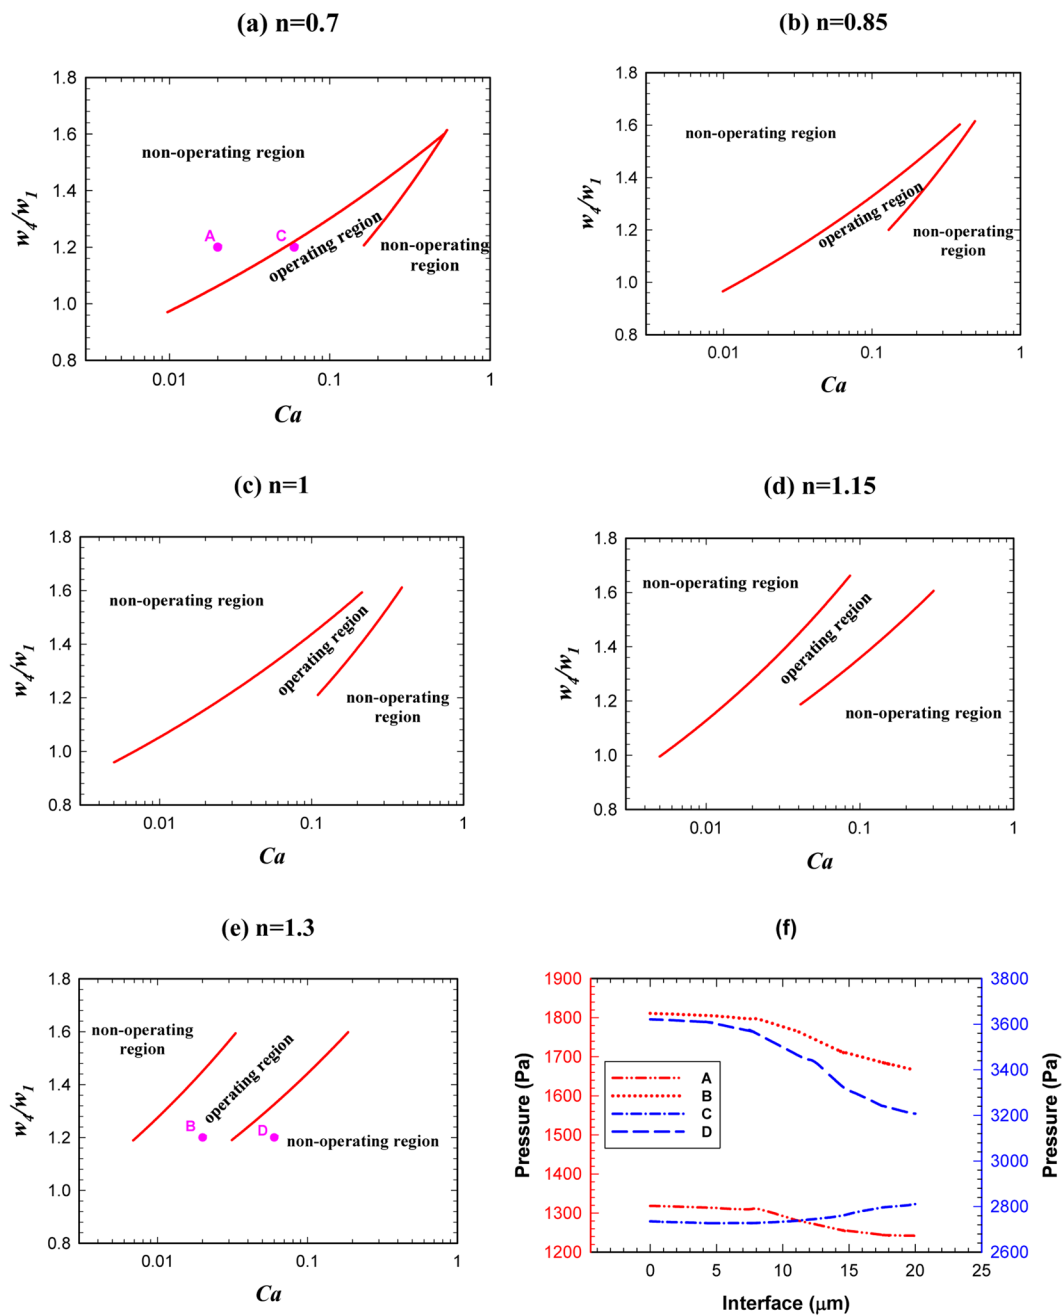 (a) n=0.7
1.8
1.6
1.4
1.2
1.0
0.8
w4/w1
non-operating region
A
C
operating region
non-operating
region
0.01
0.1
1
Ca
(b) n=0.85
1.8
1.6
1.4
1.2
1.0
0.8
w4/w1
non-operating region
operating region
non-operating
region
0.01
0.1
1
Ca
(c) n=1
1.8
1.6
1.4
1.2
1.0
0.8
w4/w1
non-operating region
operating region
non-operating
region
0.01
0.1
1
Ca
(d) n=1.15
1.8
1.6
1.4
1.2
1.0
0.8
w4/w1
non-operating region
operating region
non-operating region
0.01
0.1
1
Ca
(e) n=1.3
1.8
1.6
1.4
1.2
1.0
0.8
w4/w1
non-operating
region
operating region
B
D
non-operating region
0.01
0.1
1
Ca
(f)
1900
1800
1700
1600
1500
1400
1300
1200
Pressure (Pa)
A
B
C
D
3800
3600
3400
3200
3000
2800
2600
Pressure (Pa)
0
5
10
15
20
25
Interface (μm)